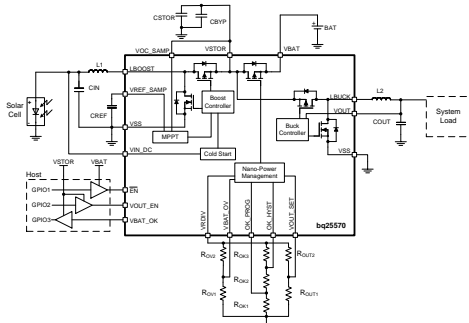 CSTOR
CBYP
BAT
VOC_SAMP
VSTOR
VBAT
L1
LBOOST
CIN
VREF_SAMP
CREF
Solar
Cell
VSS
MPPT
Boost
Controller
Cold Start
VIN_DC
LBUCK
L2
VOUT
COUT
System
Load
Buck
Controller
VSS
VSTOR
VBAT
Host
GPIO1
GPIO2
GPIO3
EN
VOUT_EN
VBAT_OK
Nano-Power
Management
bq25570
VRDIV
VBAT_OV
OK_PROG
OK_HYST
VOUT_SET
ROV2
ROK3
ROUT2
ROK2
ROV1
ROK1
ROUT1